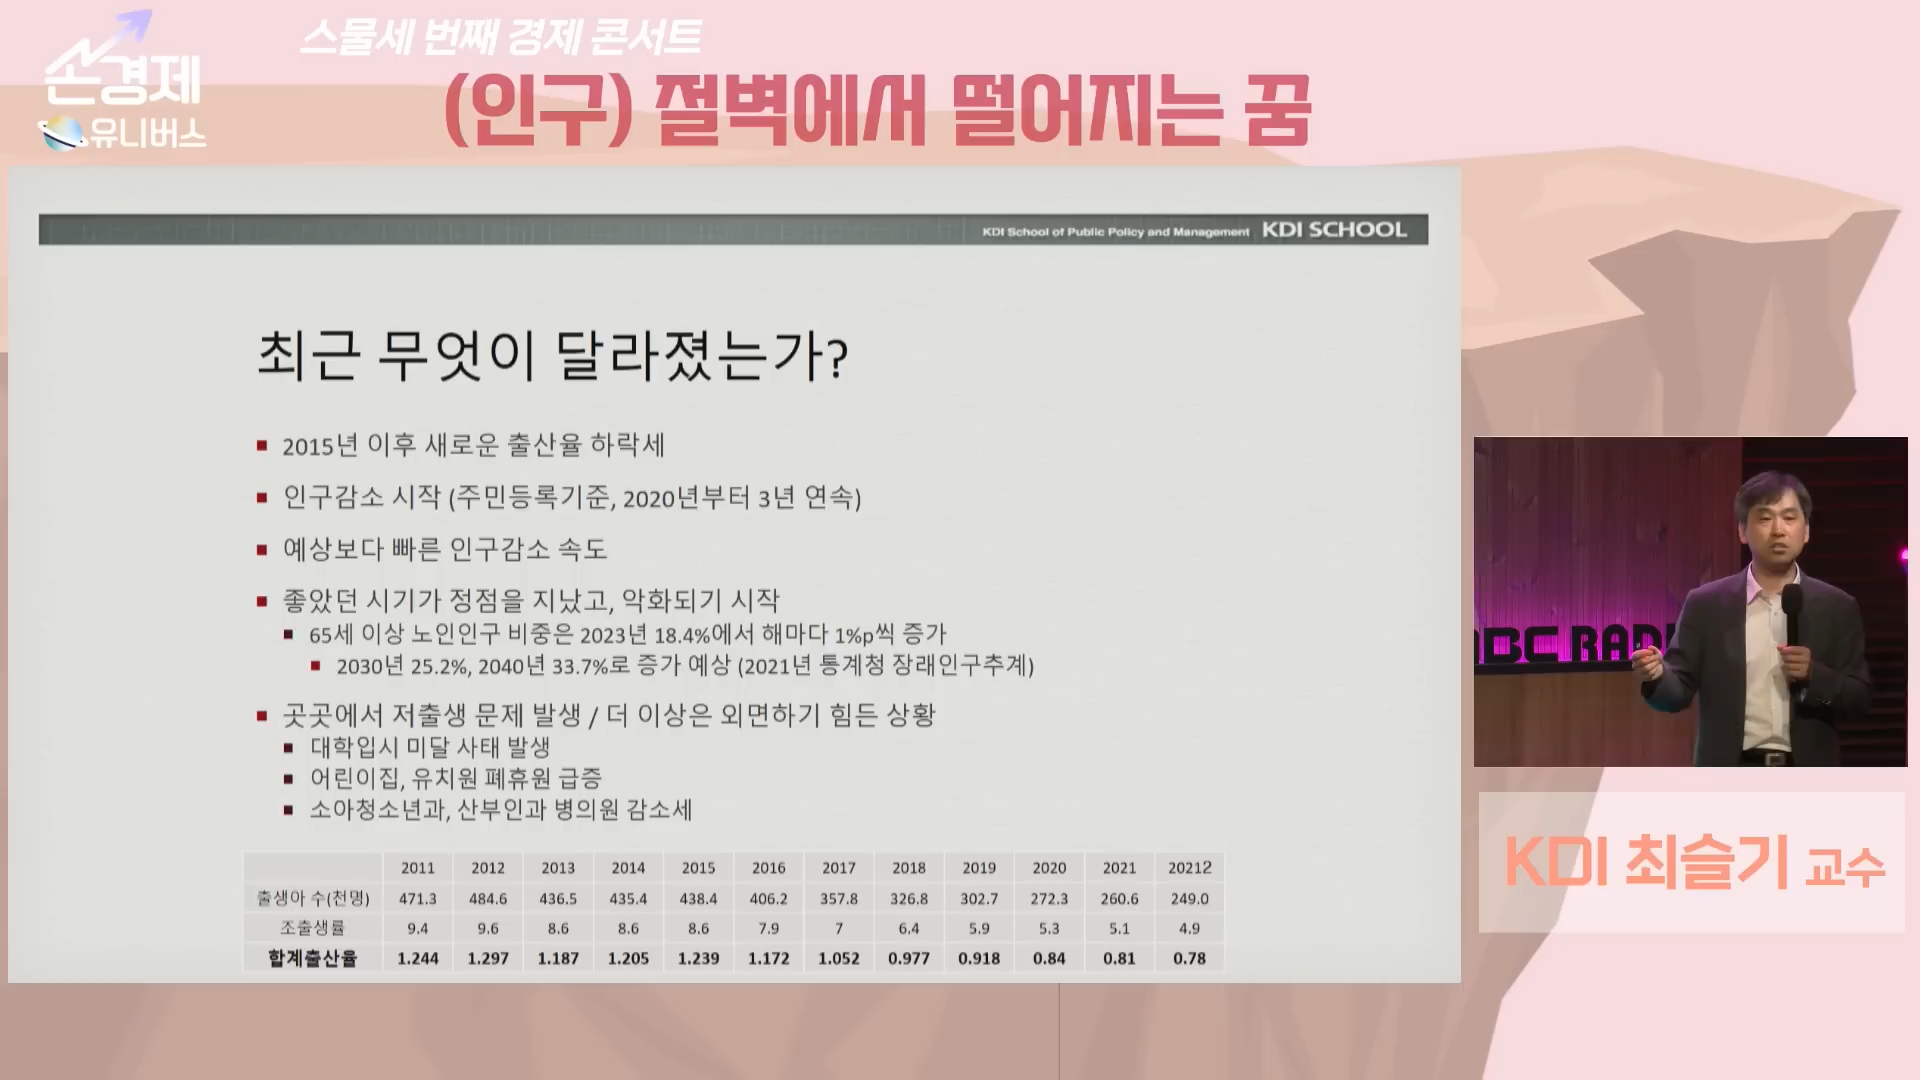 손경제
유니버스
스물세 번째 경제 콘서트
(인구) 절벽에서 떨어지는 꿈
KDI School of Public Policy and Management KDI SCHOOL
최근 무엇이 달라졌는가?
2015년 이후 새로운 출산율 하락세
인구감소 시작 (주민등록기준, 2020년부터 3년 연속)
예상보다 빠른 인구감소 속도
좋았던 시기가 정점을 지났고, 악화되기 시작
65세 이상 노인인구 비중은 2023년 18.4%에서 해마다 1%p씩 증가
2030년 25.2%, 2040년 33.7%로 증가 예상 (2021년 통계청 장래인구추계)
곳곳에서 저출생 문제 발생 / 더 이상은 외면하기 힘든 상황
대학입시 미달 사태 발생
어린이집, 유치원 폐휴원 급증
소아청소년과, 산부인과 병의원 감소세
2011 2012 2013 2014 2015 2016 2017 2018 2019 2020 2021 20212
출생아 수(천명) 471.3 484.6 436.5 435.4 438.4 406.2 357.8 326.8 302.7 272.3 260.6 249.0
조출생률 9.4 9.6 8.6 8.6 8.6 7.9 7 6.4 5.9 5.3 5.1 4.9
합계출산율 1.244 1.297 1.187 1.205 1.239 1.172 1.052 0.977 0.918 0.84 0.81 0.78
MBC RADI
KDI 최슬기 교수